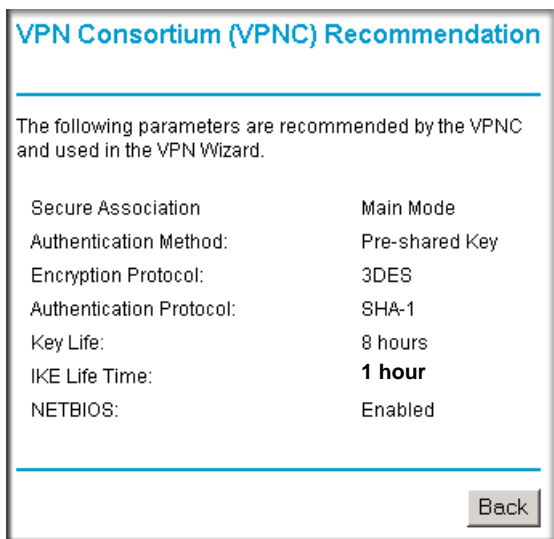 VPN Consortium (VPNC) Recommendation
The following parameters are recommended by the VPNC
and used in the VPN Wizard.
Secure Association Main Mode
Authentication Method: Pre-shared Key
Encryption Protocol: 3DES
Authentication Protocol: SHA-1
Key Life: 8 hours
IKE Life Time: 1 hour
NETBIOS: Enabled
Back